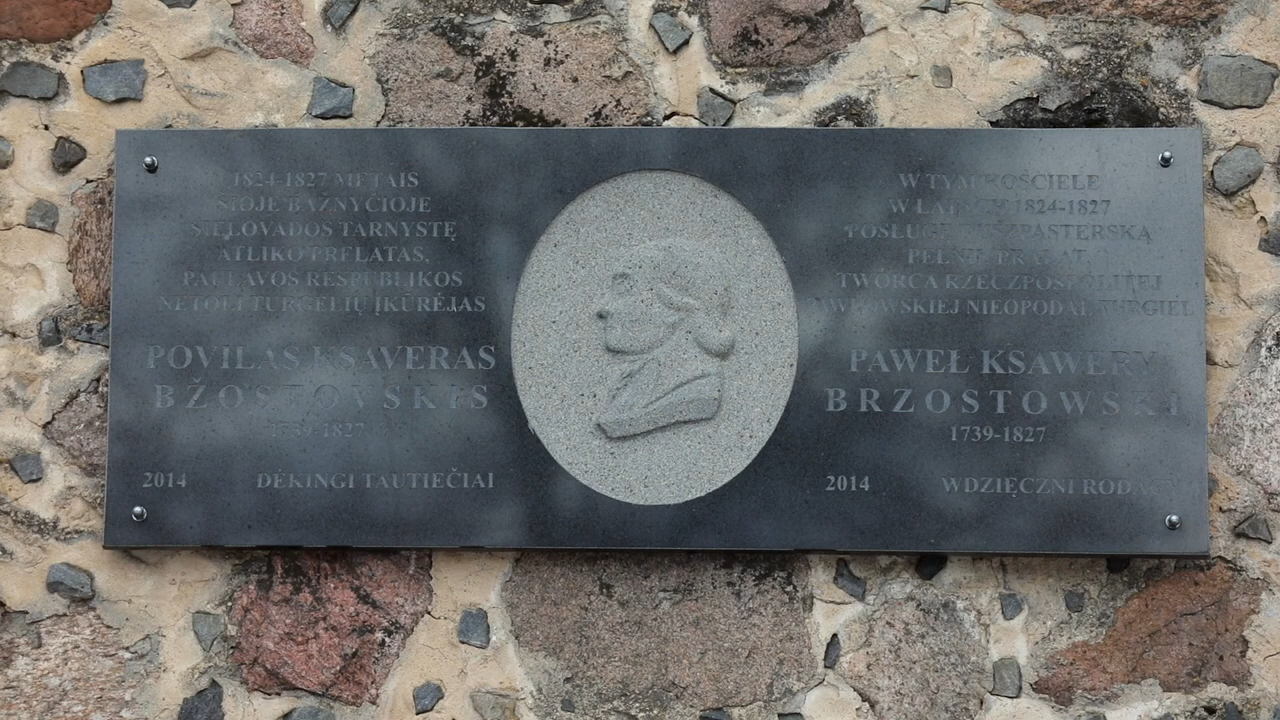 1824-1827 METAIS
ŠIOJE BAŽNYČIOJE
SIELOVADOS TARNYSTĘ
ATLIKO PRELATAS,
PAULAVOS RESPUBLIKOS
NETOLI TURGELIŲ ĮKŪRĖJAS
POVILAS KSAVERAS
BŽOSTOVSKIS
1739-1827
2014 DĖKINGI TAUTIEČIAI
W TYM KOŚCIELE
W LATACH 1824-1827
POSŁUGĘ DUSZPASTERSKĄ
PEŁNIŁ PRAŁAT,
TWÓRCA RZECZPOSPOLITEJ
PAWŁOWSKIEJ NIEOPODAL TURGIEL
PAWEŁ KSAWERY
BRZOSTOWSKI
1739-1827
2014 WDZIĘCZNI RODACY